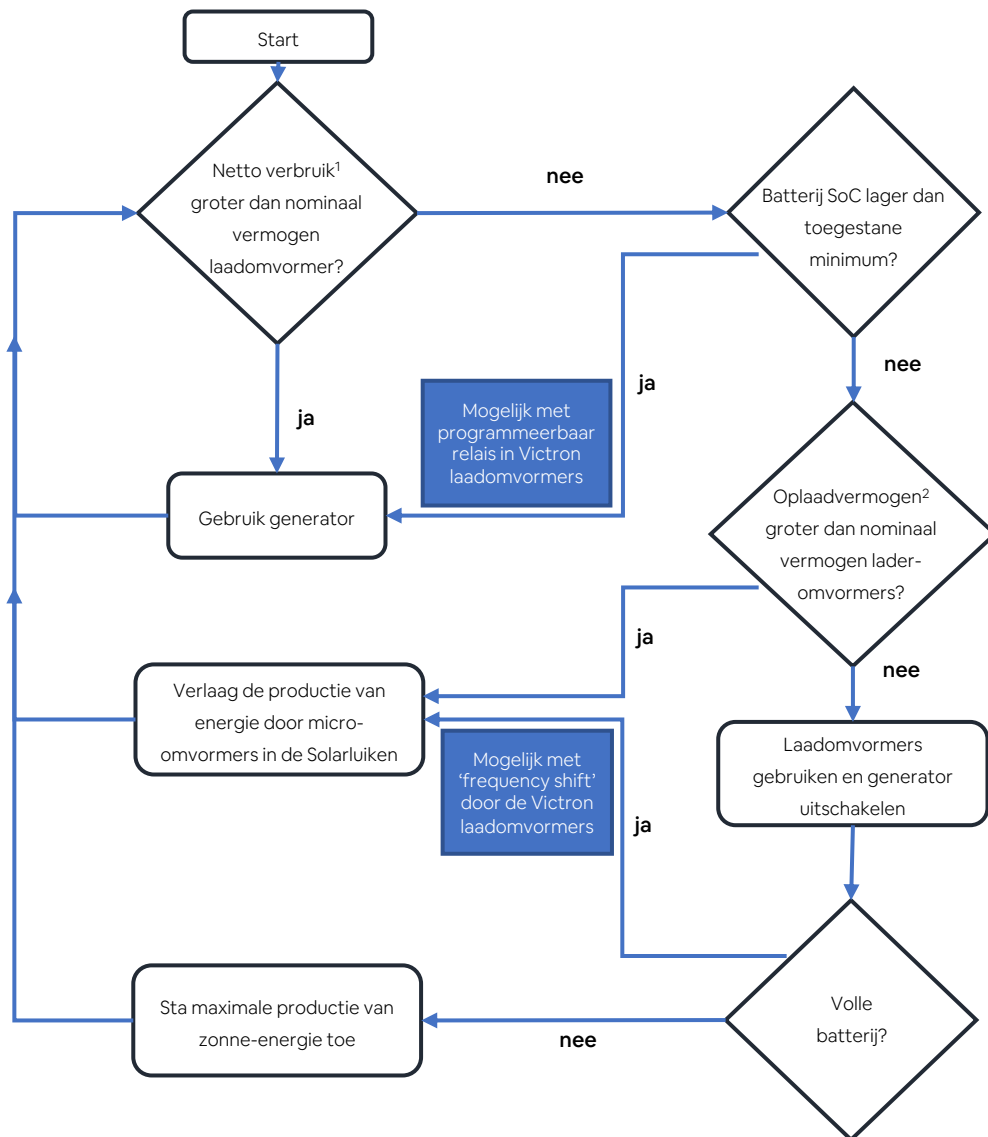 Start
Netto verbruik¹
groter dan nominaal
vermogen
laadomvormer?
nee
Batterij SoC lager dan
toegestane
minimum?
nee
ja
ja
Mogelijk met
programmeerbaar
relais in Victron
laadomvormers
Gebruik generator
Oplaadvermogen²
groter dan nominaal
vermogen lader-
omvormers?
ja
nee
Verlaag de productie van
energie door micro-
omvormers in de Solarluiken
Mogelijk met
‘frequency shift’
door de Victron
laadomvormers
ja
Laadomvormers
gebruiken en generator
uitschakelen
Volle
batterij?
nee
Sta maximale productie van
zonne-energie toe